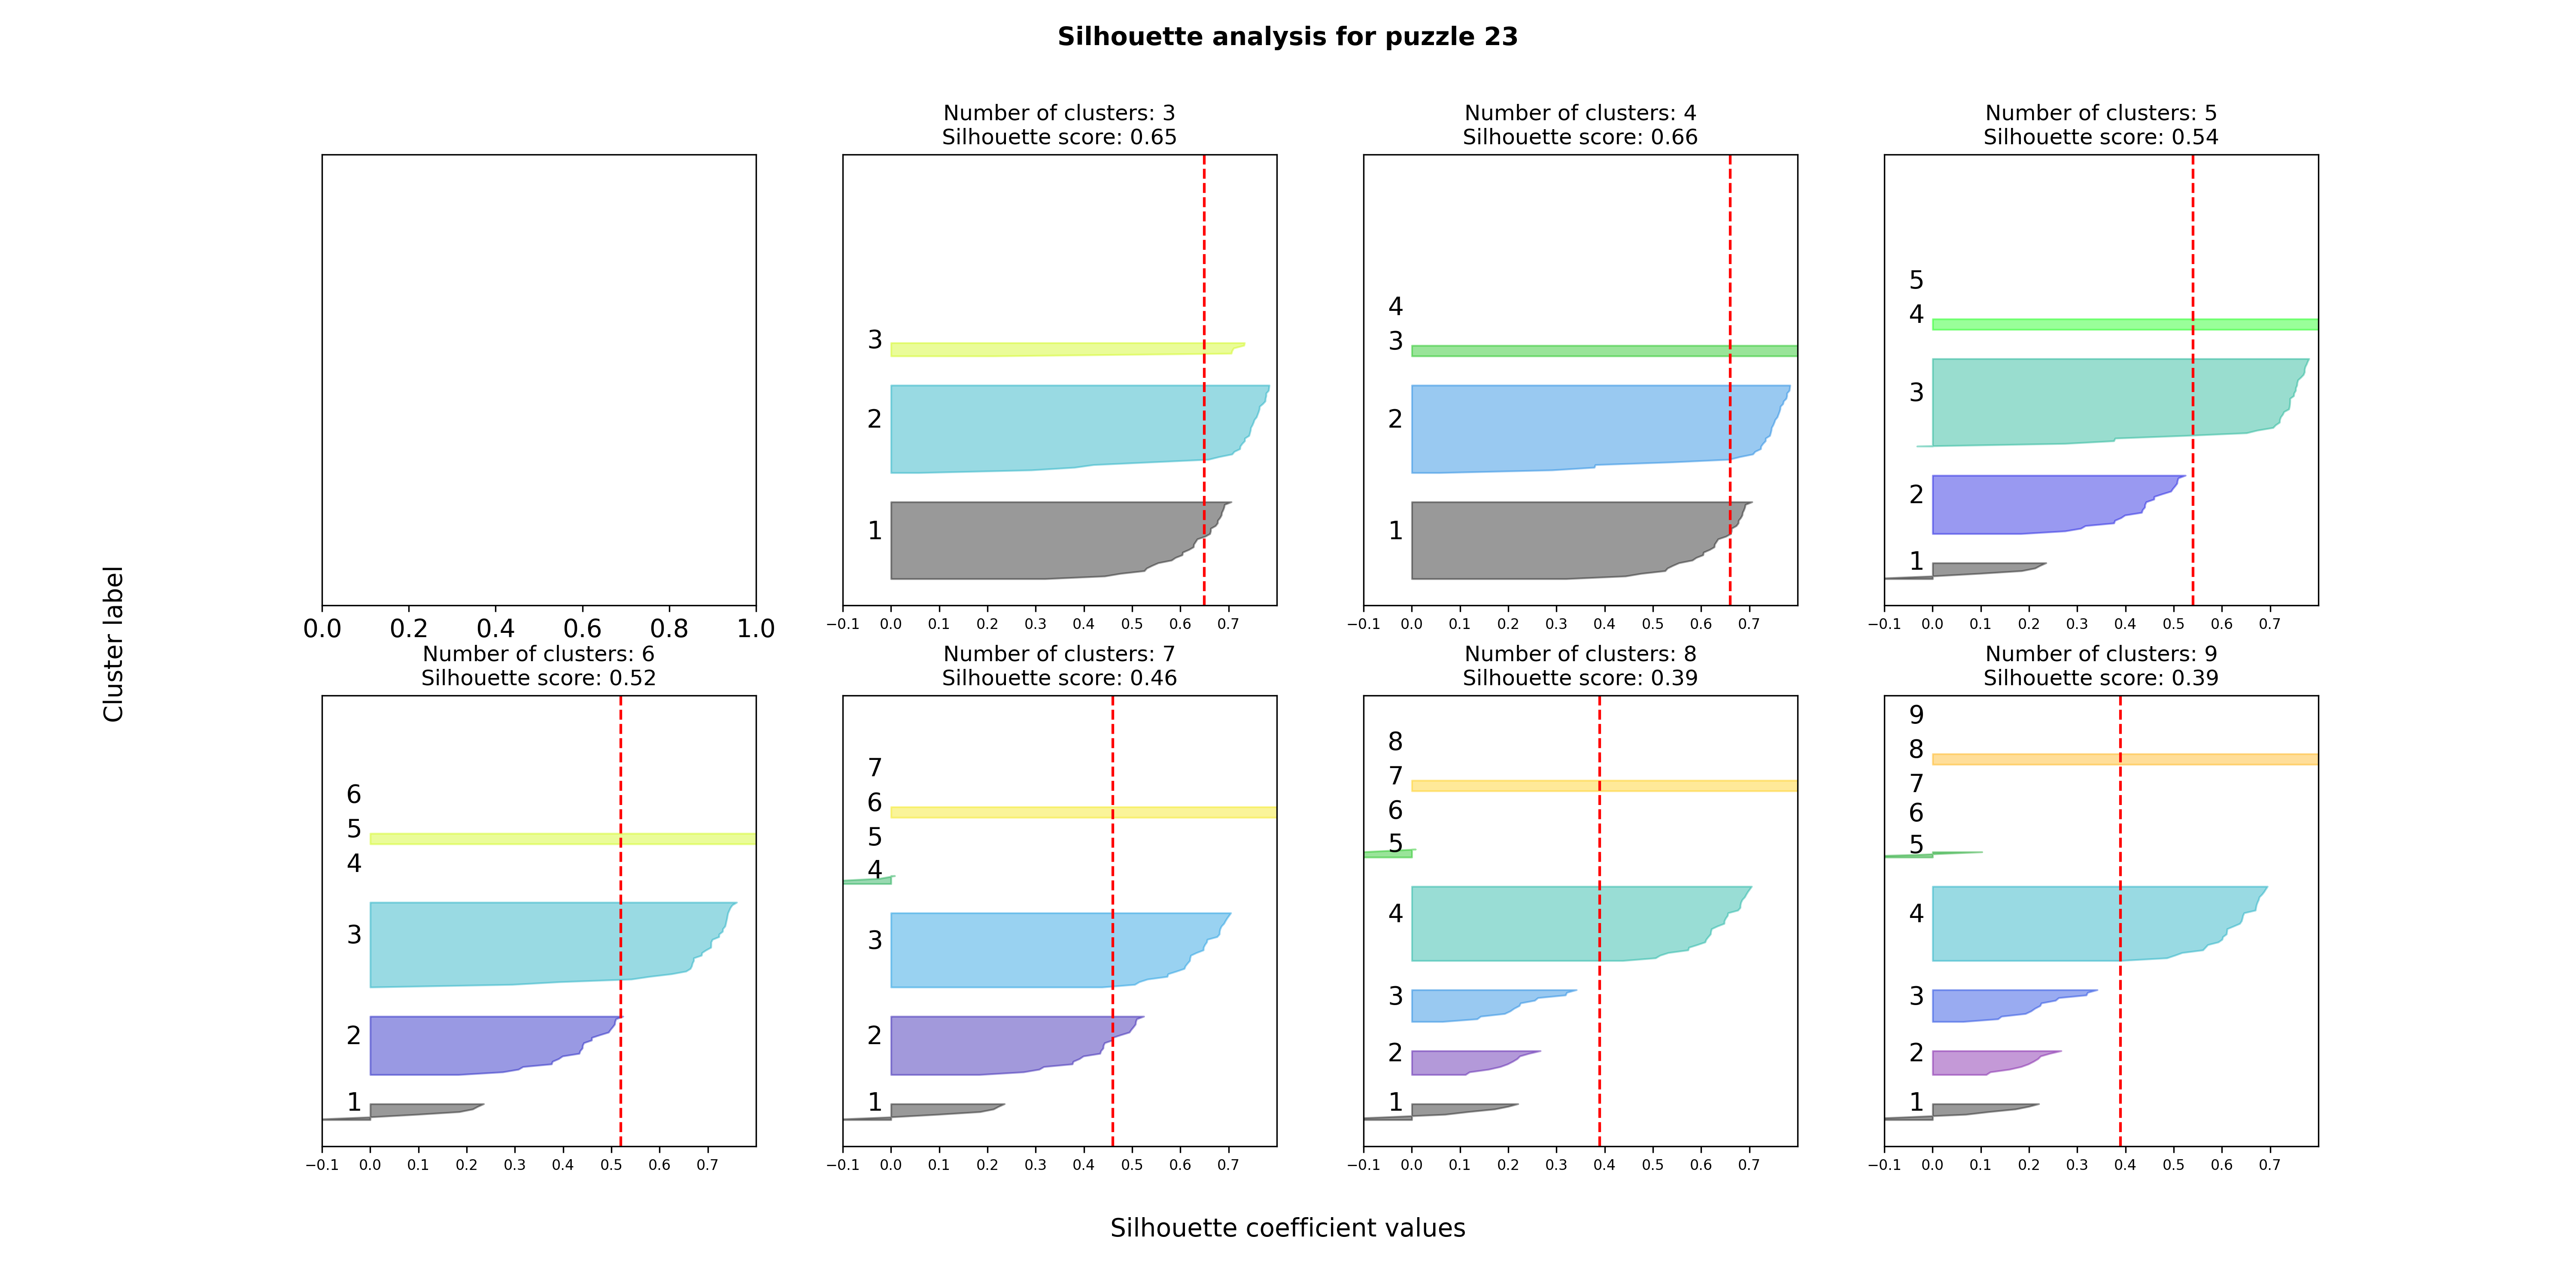 Silhouette analysis for puzzle 23
Number of clusters: 3
Silhouette score: 0.65
Number of clusters: 4
Silhouette score: 0.66
Number of clusters: 5
Silhouette score: 0.54
0.0 0.2 0.4 0.6 0.8 1.0
3
2
1
−0.1 0.0 0.1 0.2 0.3 0.4 0.5 0.6 0.7
4
3
2
1
−0.1 0.0 0.1 0.2 0.3 0.4 0.5 0.6 0.7
5
4
3
2
1
−0.1 0.0 0.1 0.2 0.3 0.4 0.5 0.6 0.7
Cluster label
Number of clusters: 6
Silhouette score: 0.52
6
5
4
3
2
1
−0.1 0.0 0.1 0.2 0.3 0.4 0.5 0.6 0.7
Number of clusters: 7
Silhouette score: 0.46
7
6
5
4
3
2
1
−0.1 0.0 0.1 0.2 0.3 0.4 0.5 0.6 0.7
Number of clusters: 8
Silhouette score: 0.39
8
7
6
5
4
3
2
1
−0.1 0.0 0.1 0.2 0.3 0.4 0.5 0.6 0.7
Number of clusters: 9
Silhouette score: 0.39
9
8
7
6
5
4
3
2
1
−0.1 0.0 0.1 0.2 0.3 0.4 0.5 0.6 0.7
Silhouette coefficient values